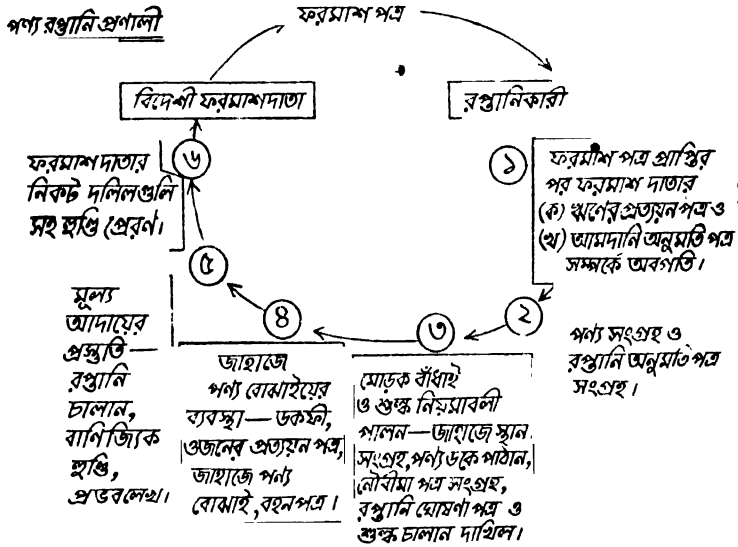 পণ্য রপ্তানি প্রণালী
ফরমাশ পত্র
বিদেশী ফরমাশদাতা
রপ্তানিকারী
১
ফরমাশ পত্র প্রাপ্তির
পর ফরমাশ দাতার
(ক) ঋণের প্রত্যয়ন পত্র ও
(খ) আমদানি অনুমতি পত্র
সম্পর্কে অবগতি।
২
পণ্য সংগ্রহ ও
রপ্তানি অনুমতি পত্র
সংগ্রহ।
৩
মোড়ক বাঁধাই
ও শুল্ক নিয়মাবলী
পালন—জাহাজে স্থান
সংগ্রহ, পণ্য ডকে পাঠান,
নৌবীমা পত্র সংগ্রহ,
রপ্তানি ঘোষণা পত্র ও
শুল্ক চালান দাখিল।
৪
জাহাজে
পণ্য বোঝাইয়ের
ব্যবস্থা—ডকফী,
ওজনের প্রত্যয়ন পত্র,
জাহাজে পণ্য
বোঝাই, বহনপত্র।
৫
মূল্য
আদায়ের
প্রস্তুতি—
রপ্তানি
চালান,
বাণিজ্যিক
হুণ্ডি,
প্রভবলেখ।
৬
ফরমাশ দাতার
নিকট দলিলগুলি
সহ হুণ্ডি প্রেরণ।